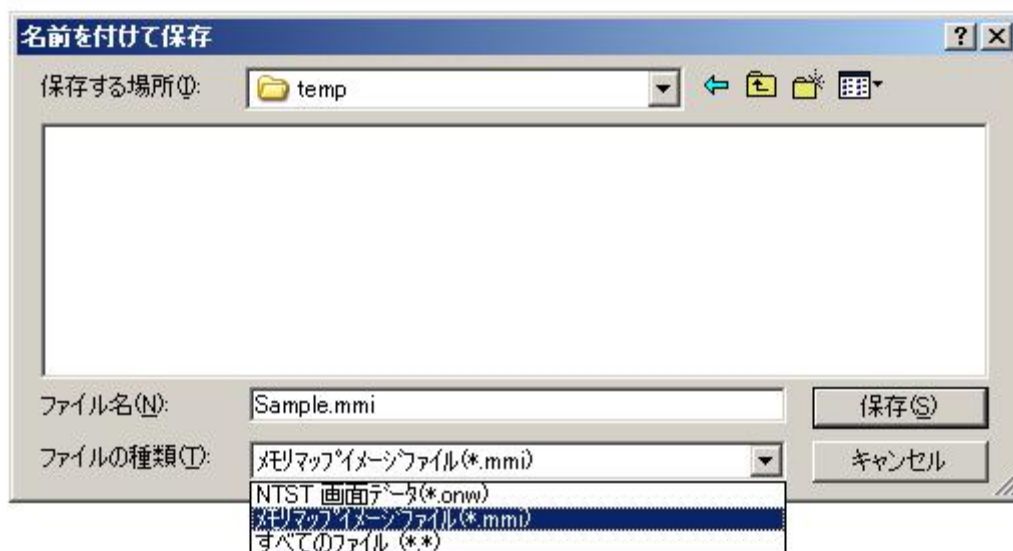 名前を付けて保存
保存する場所(I):
temp
ファイル名(N):
Sample.mmi
保存(S)
ファイルの種類(T):
ﾒﾓﾘﾏｯﾌﾟｲﾒｰｼﾞﾌｧｲﾙ(*.mmi)
キャンセル
NTST 画面ﾃﾞｰﾀ(*.onw)
ﾒﾓﾘﾏｯﾌﾟｲﾒｰｼﾞﾌｧｲﾙ(*.mmi)
すべてのﾌｧｲﾙ (*.*)